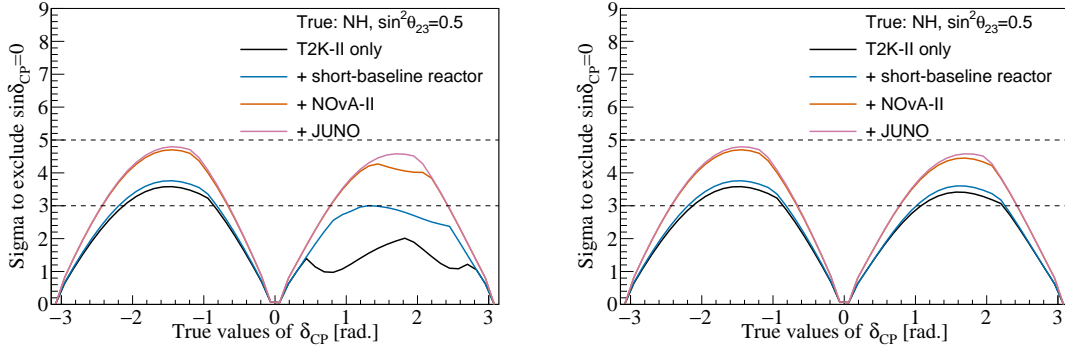 True: NH, sin²θ₂₃=0.5
T2K-II only
+ short-baseline reactor
+ NOvA-II
+ JUNO
Sigma to exclude sinδCP=0
9
8
7
6
5
4
3
2
1
0
−3 −2 −1 0 1 2 3
True values of δCP [rad.]
True: NH, sin²θ₂₃=0.5
T2K-II only
+ short-baseline reactor
+ NOvA-II
+ JUNO
Sigma to exclude sinδCP=0
9
8
7
6
5
4
3
2
1
0
−3 −2 −1 0 1 2 3
True values of δCP [rad.]